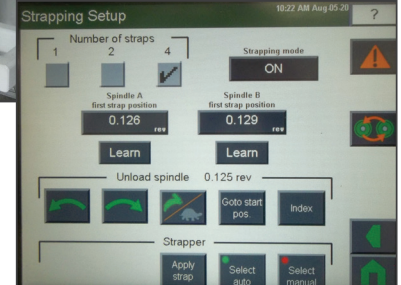 Strapping Setup
10:22 AM Aug.05.20
?
Number of straps
1 2 4
Strapping mode
ON
Spindle A
first strap position
0.126
rev
Learn
Spindle B
first strap position
0.129
rev
Learn
Unload spindle 0.125 rev
Goto start
pos.
Index
Strapper
Apply
strap
Select
auto
Select
manual